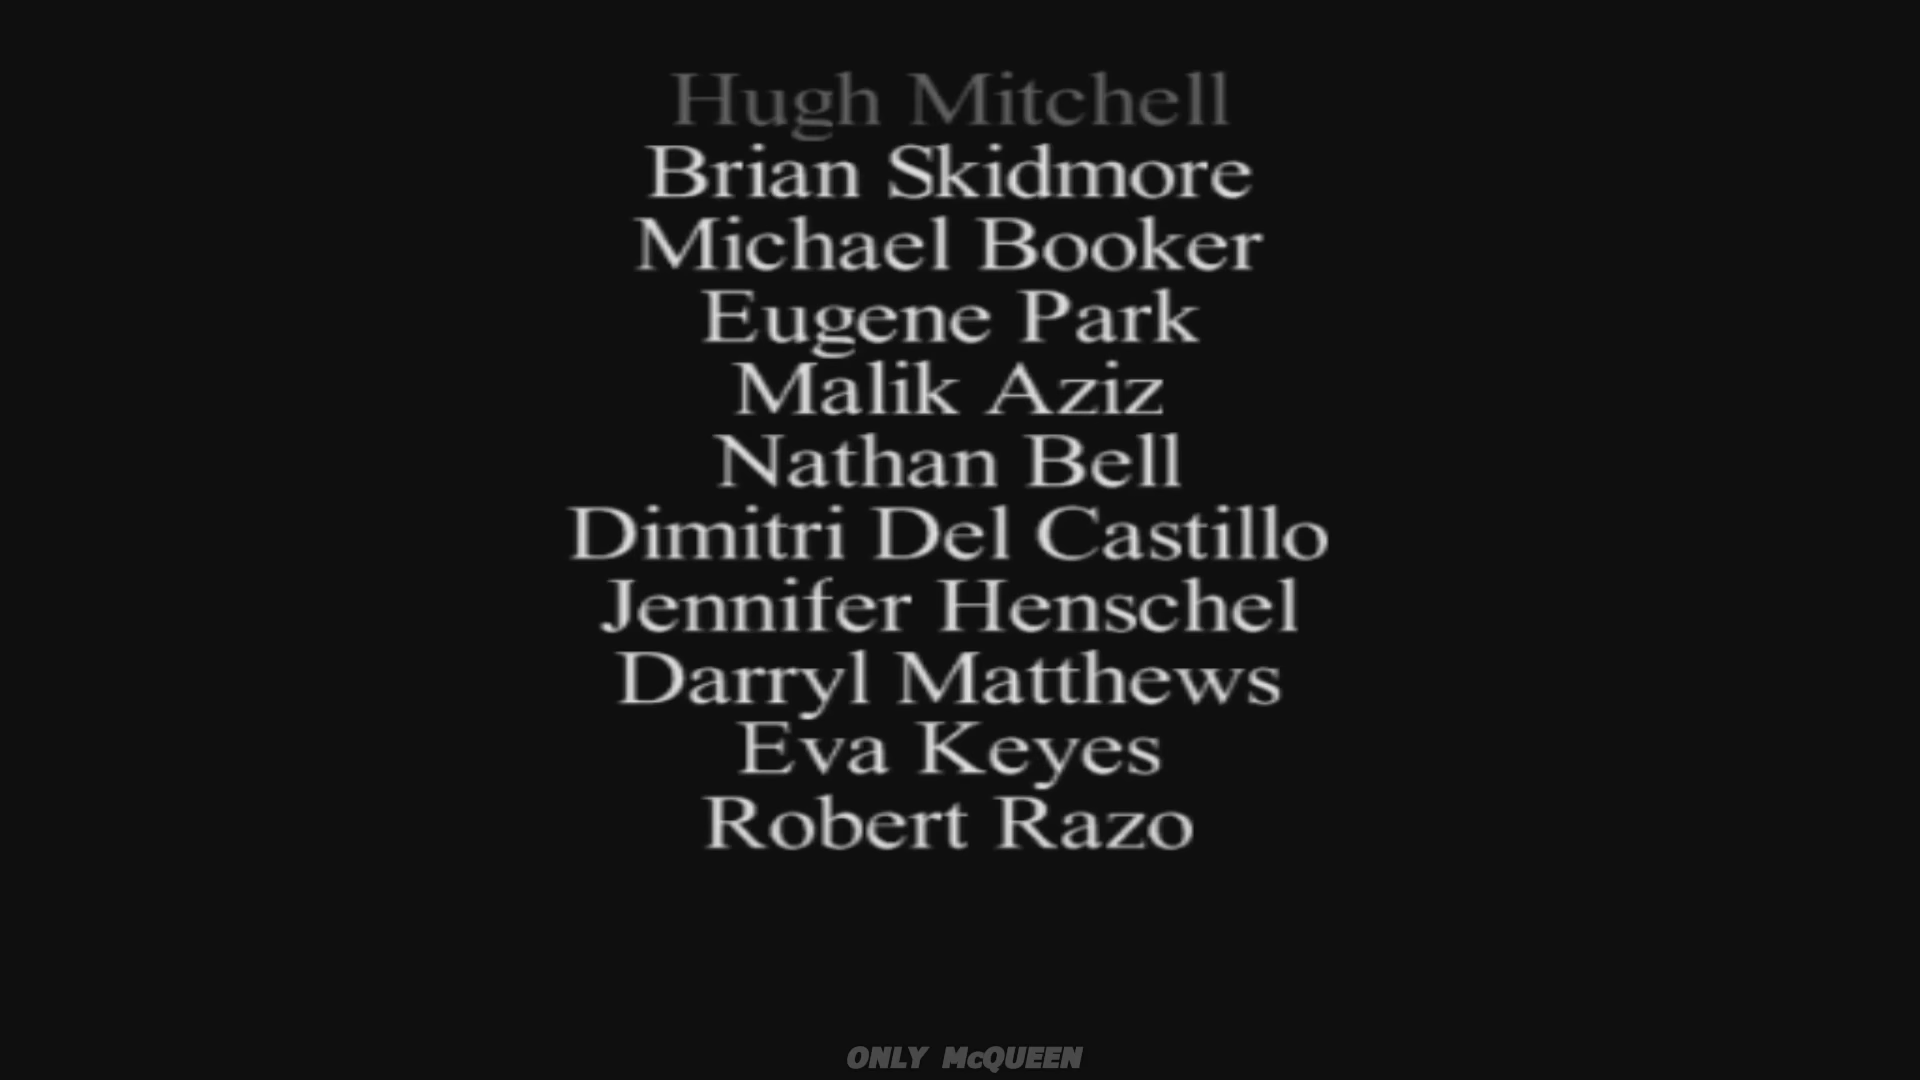 Hugh Mitchell
Brian Skidmore
Michael Booker
Eugene Park
Malik Aziz
Nathan Bell
Dimitri Del Castillo
Jennifer Henschel
Darryl Matthews
Eva Keyes
Robert Razo
ONLY McQUEEN